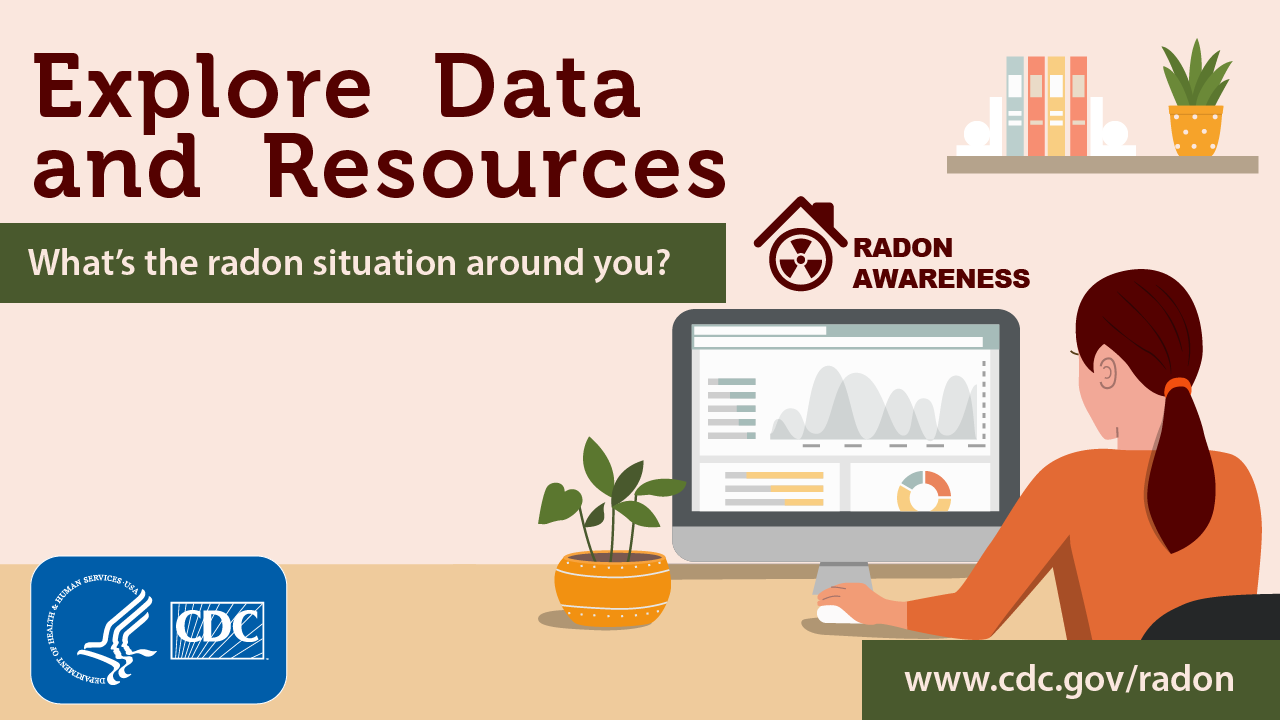 Explore Data
and Resources
What's the radon situation around you?
RADON
AWARENESS
DEPARTMENT OF HEALTH & HUMAN SERVICES · USA
CDC
www.cdc.gov/radon